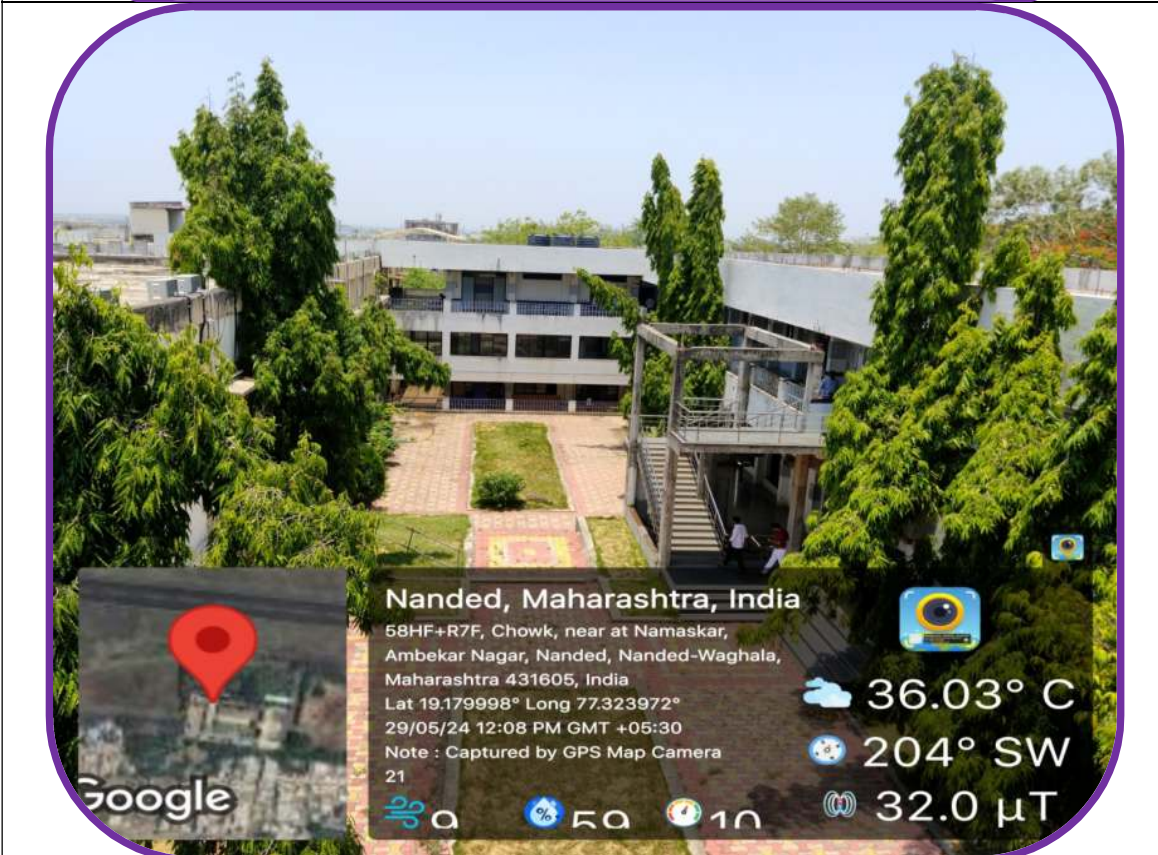 Nanded, Maharashtra, India
58HF+R7F, Chowk, near at Namaskar,
Ambekar Nagar, Nanded, Nanded-Waghala,
Maharashtra 431605, India
Lat 19.179998° Long 77.323972°
29/05/24 12:08 PM GMT +05:30
Note : Captured by GPS Map Camera
21
36.03° C
204° SW
32.0 µT
Google